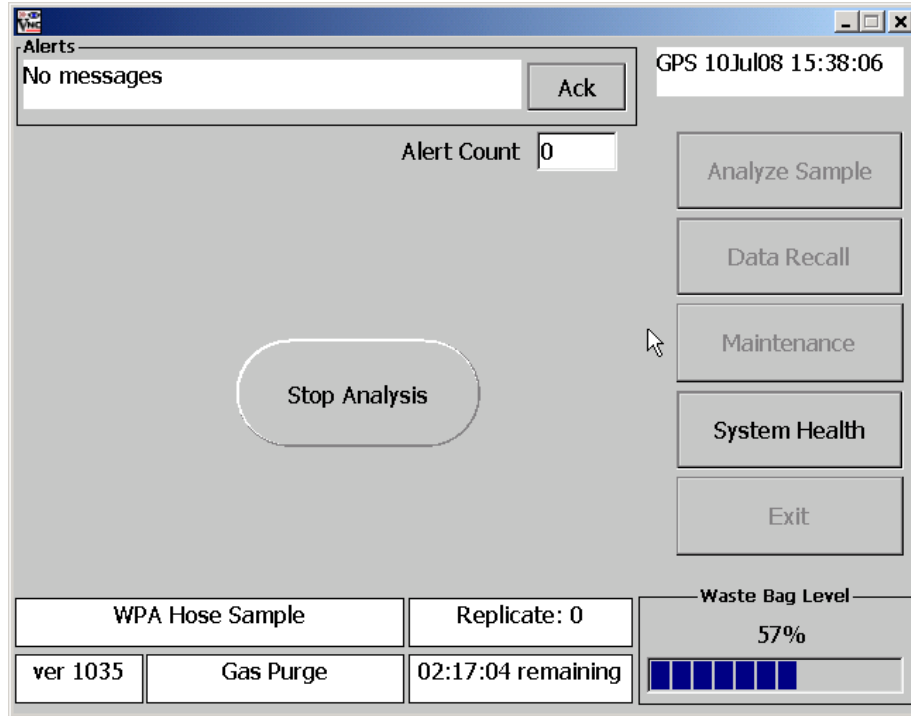 VNC
Alerts
No messages
Ack
GPS 10Jul08 15:38:06
Alert Count 0
Analyze Sample
Data Recall
Maintenance
Stop Analysis
System Health
Exit
WPA Hose Sample
Replicate: 0
Waste Bag Level
57%
ver 1035
Gas Purge
02:17:04 remaining